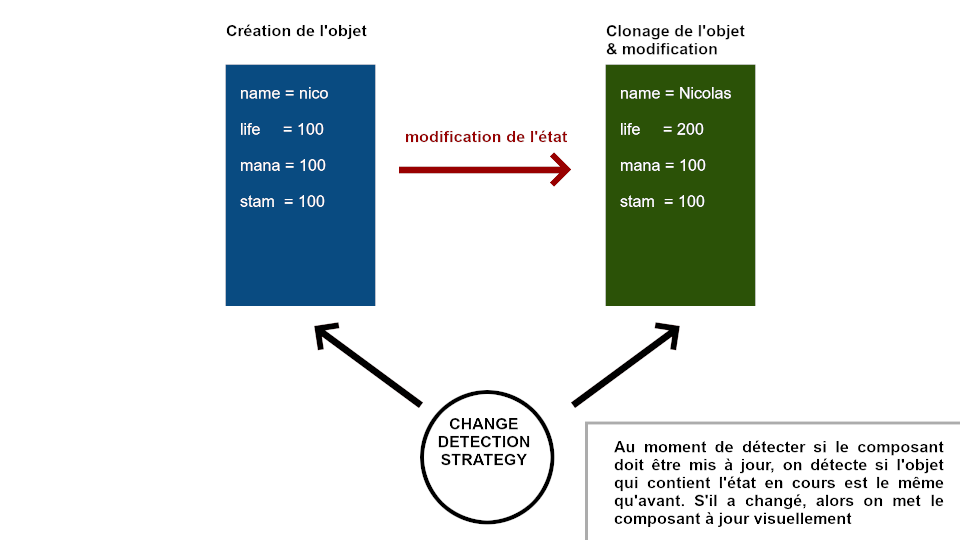 Création de l'objet
Clonage de l'objet
& modification
name = nico
life = 100
mana = 100
stam = 100
modification de l'état
name = Nicolas
life = 200
mana = 100
stam = 100
CHANGE
DETECTION
STRATEGY
Au moment de détecter si le composant
doit être mis à jour, on détecte si l'objet
qui contient l'état en cours est le même
qu'avant. S'il a changé, alors on met le
composant à jour visuellement